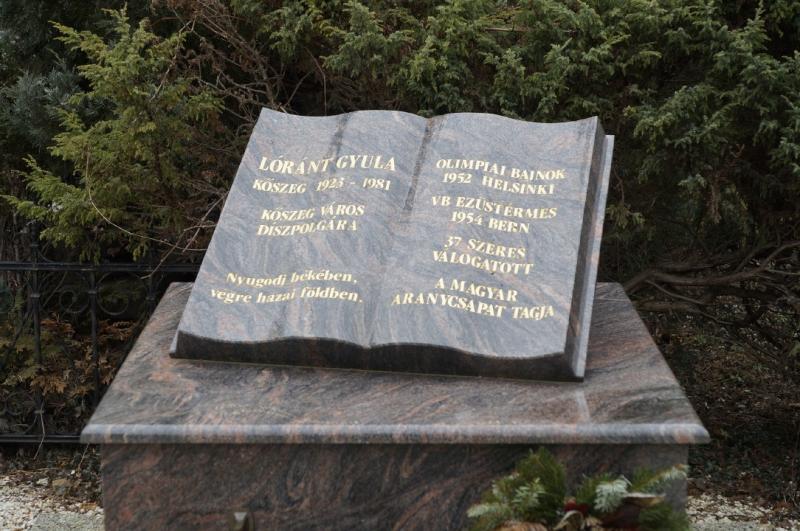 LÓRÁNT GYULA
KŐSZEG 1923 - 1981
KŐSZEG VÁROS
DÍSZPOLGÁRA
Nyugodj békében,
végre hazai földben.
OLIMPIAI BAJNOK
1952 HELSINKI
VB EZÜSTÉRMES
1954 BERN
37 SZERES
VÁLOGATOTT
A MAGYAR
ARANYCSAPAT TAGJA